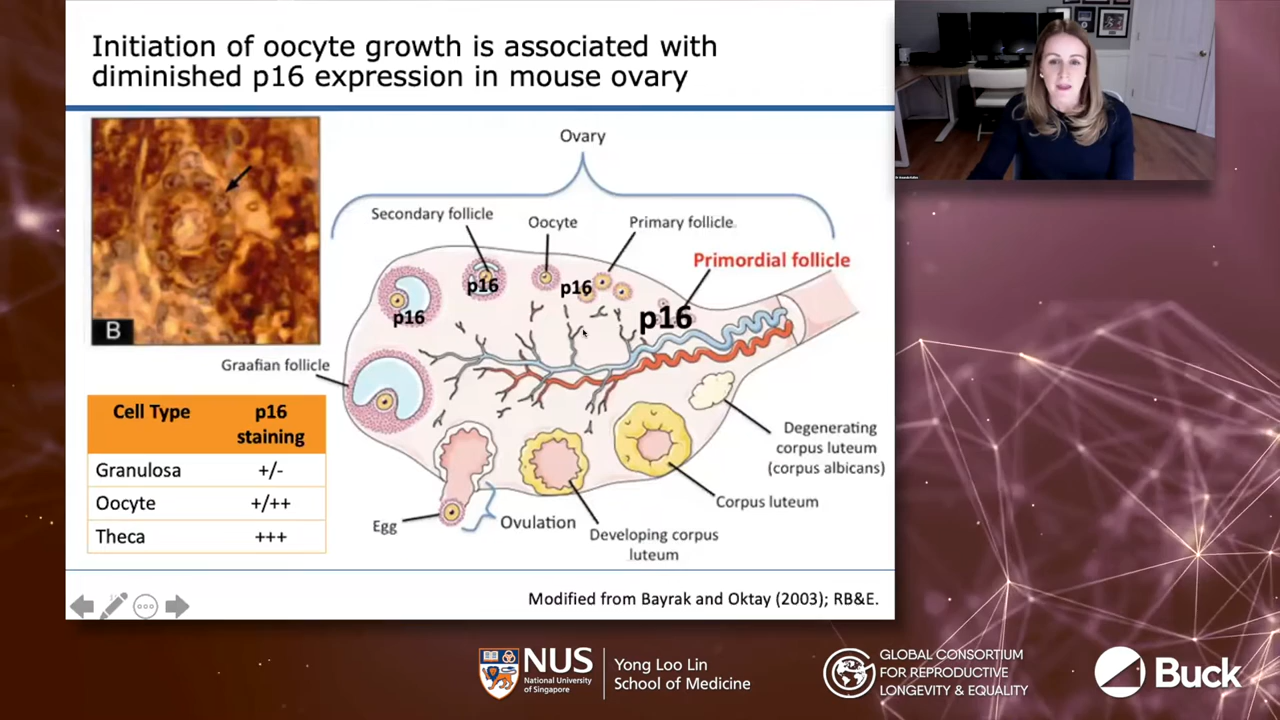 Initiation of oocyte growth is associated with
diminished p16 expression in mouse ovary
B
Ovary
Secondary follicle
Oocyte
Primary follicle
Primordial follicle
p16
p16
p16
p16
Graafian follicle
Cell Type
p16
staining
Granulosa
+/-
Oocyte
+/++
Theca
+++
Degenerating
corpus luteum
(corpus albicans)
Corpus luteum
Egg
Ovulation
Developing corpus
luteum
Modified from Bayrak and Oktay (2003); RB&E.
NUS
National University
of Singapore
Yong Loo Lin
School of Medicine
GLOBAL CONSORTIUM
FOR REPRODUCTIVE
LONGEVITY & EQUALITY
Buck